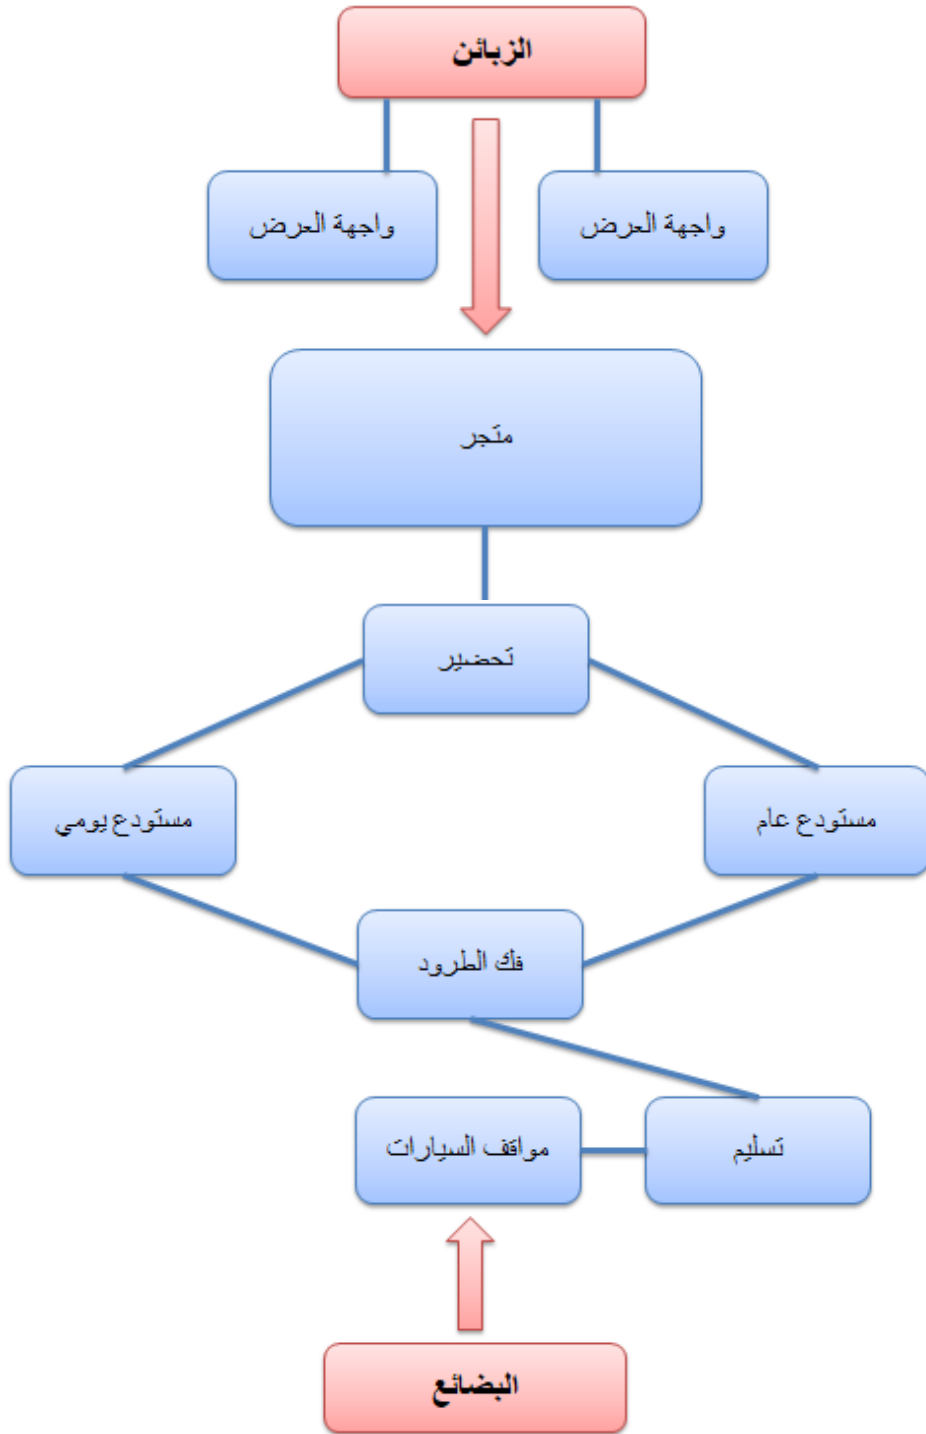 الزبائن
واجهة العرض
واجهة العرض
متجر
تحضير
مستودع عام
مستودع يومي
فك الطرود
تسليم
مواقف السيارات
البضائع